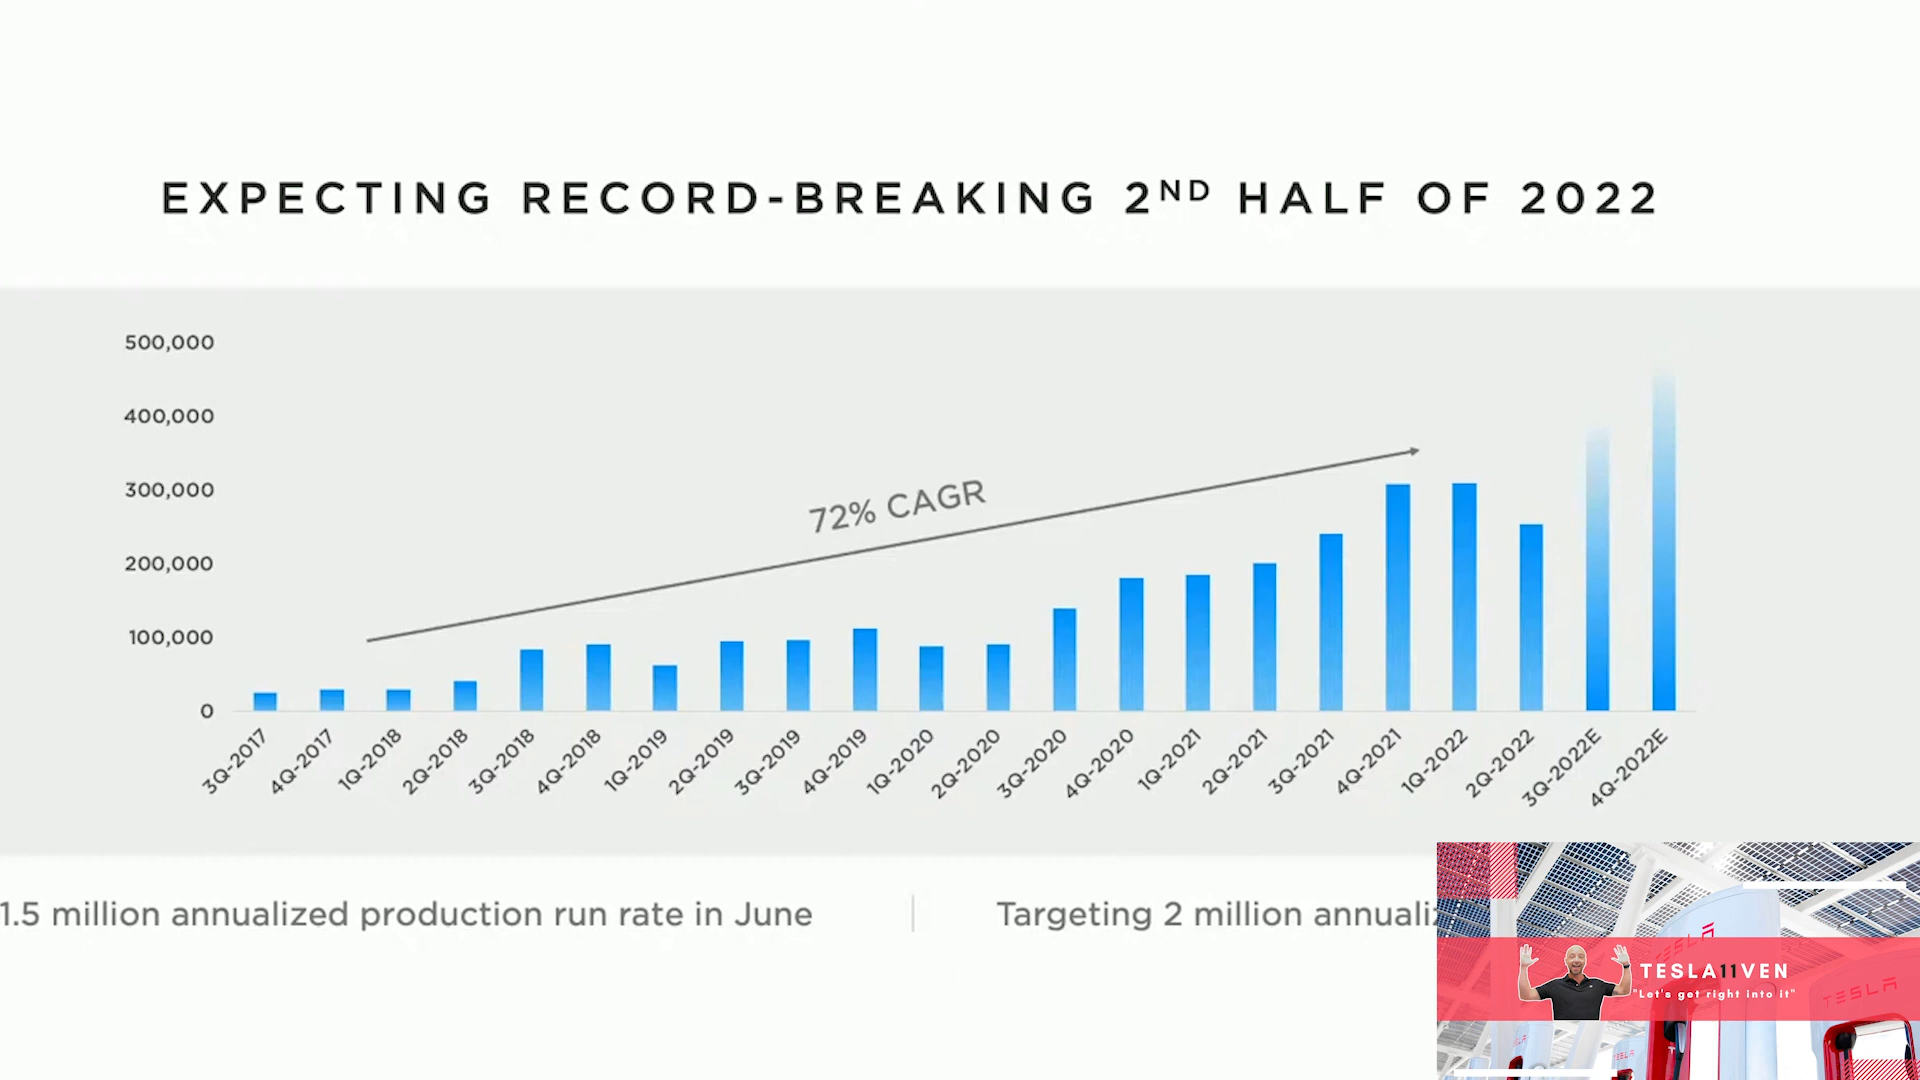 EXPECTING RECORD-BREAKING 2ND HALF OF 2022
500,000
400,000
300,000
200,000
100,000
0
72% CAGR
3Q-2017
4Q-2017
1Q-2018
2Q-2018
3Q-2018
4Q-2018
1Q-2019
2Q-2019
3Q-2019
4Q-2019
1Q-2020
2Q-2020
3Q-2020
4Q-2020
1Q-2021
2Q-2021
3Q-2021
4Q-2021
1Q-2022
2Q-2022
3Q-2022E
4Q-2022E
1.5 million annualized production run rate in June
Targeting 2 million
TESLA
TESLA11VEN
"Let's get right into it"
TESLA